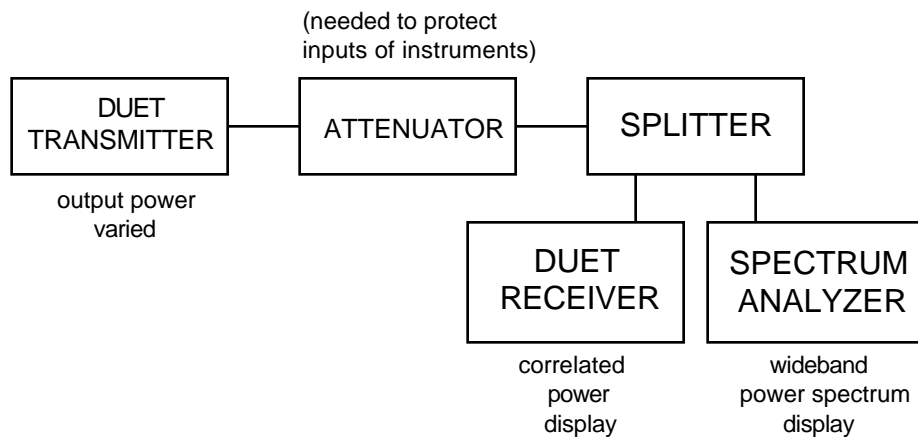 (needed to protect
inputs of instruments)
DUET
TRANSMITTER
ATTENUATOR
SPLITTER
output power
varied
DUET
RECEIVER
SPECTRUM
ANALYZER
correlated
power
display
wideband
power spectrum
display